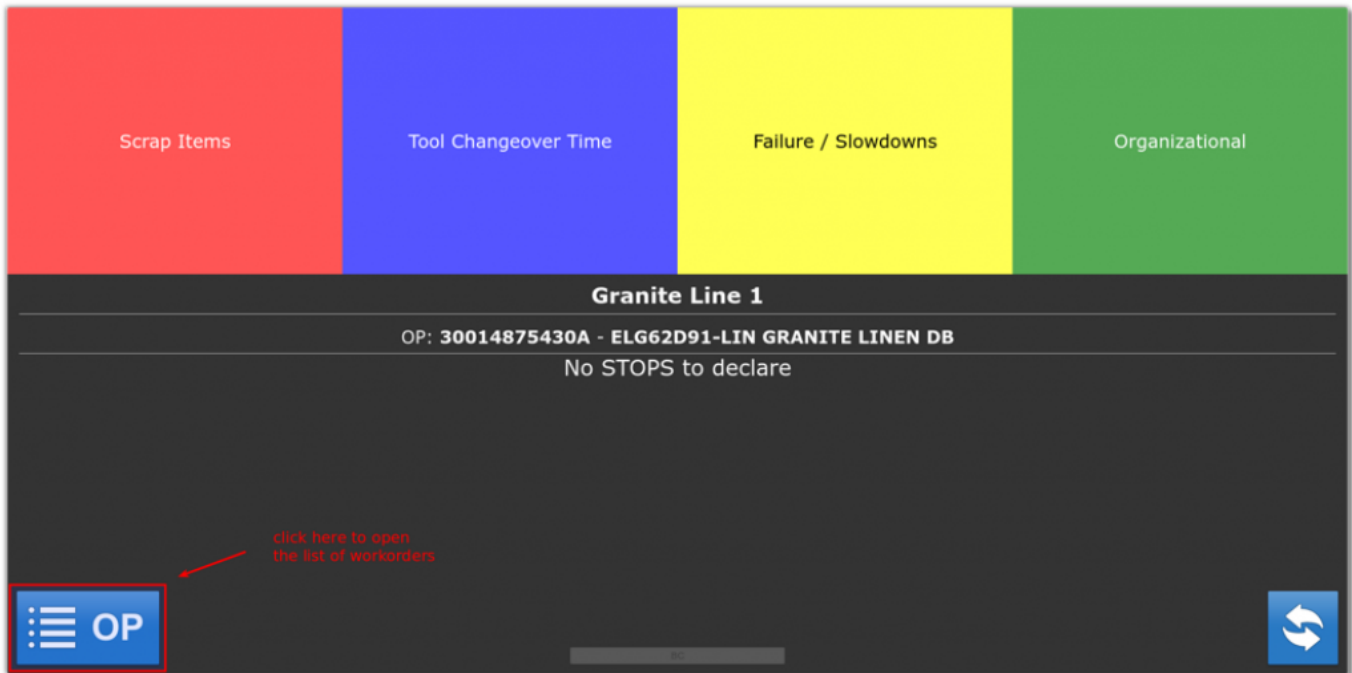 Scrap Items
Tool Changeover Time
Failure / Slowdowns
Organizational
Granite Line 1
OP: 30014875430A - ELG62D91-LIN GRANITE LINEN DB
No STOPS to declare
click here to open
the list of workorders
OP